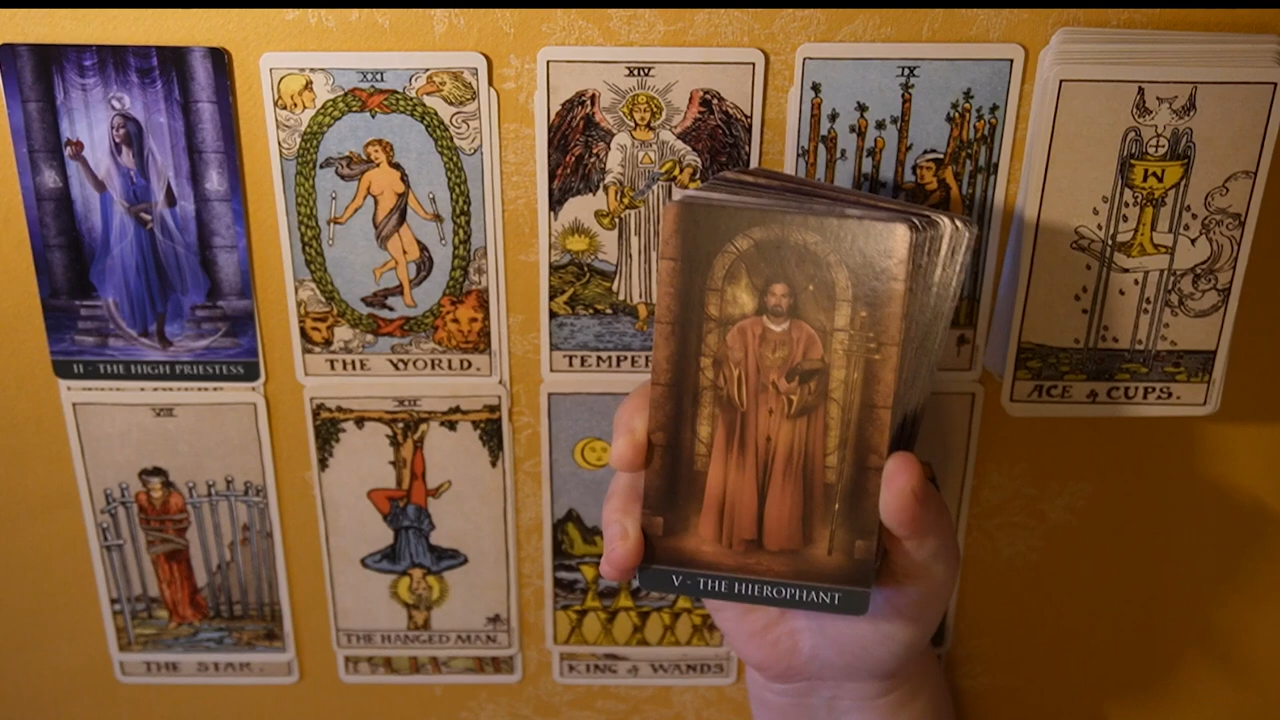 XXI
XIV
IX
M
II - THE HIGH PRIESTESS
THE WORLD.
TEMPER
ACE of CUPS.
VIII
XII
V - THE HIEROPHANT
THE HANGED MAN.
THE STAR.
KING of WANDS